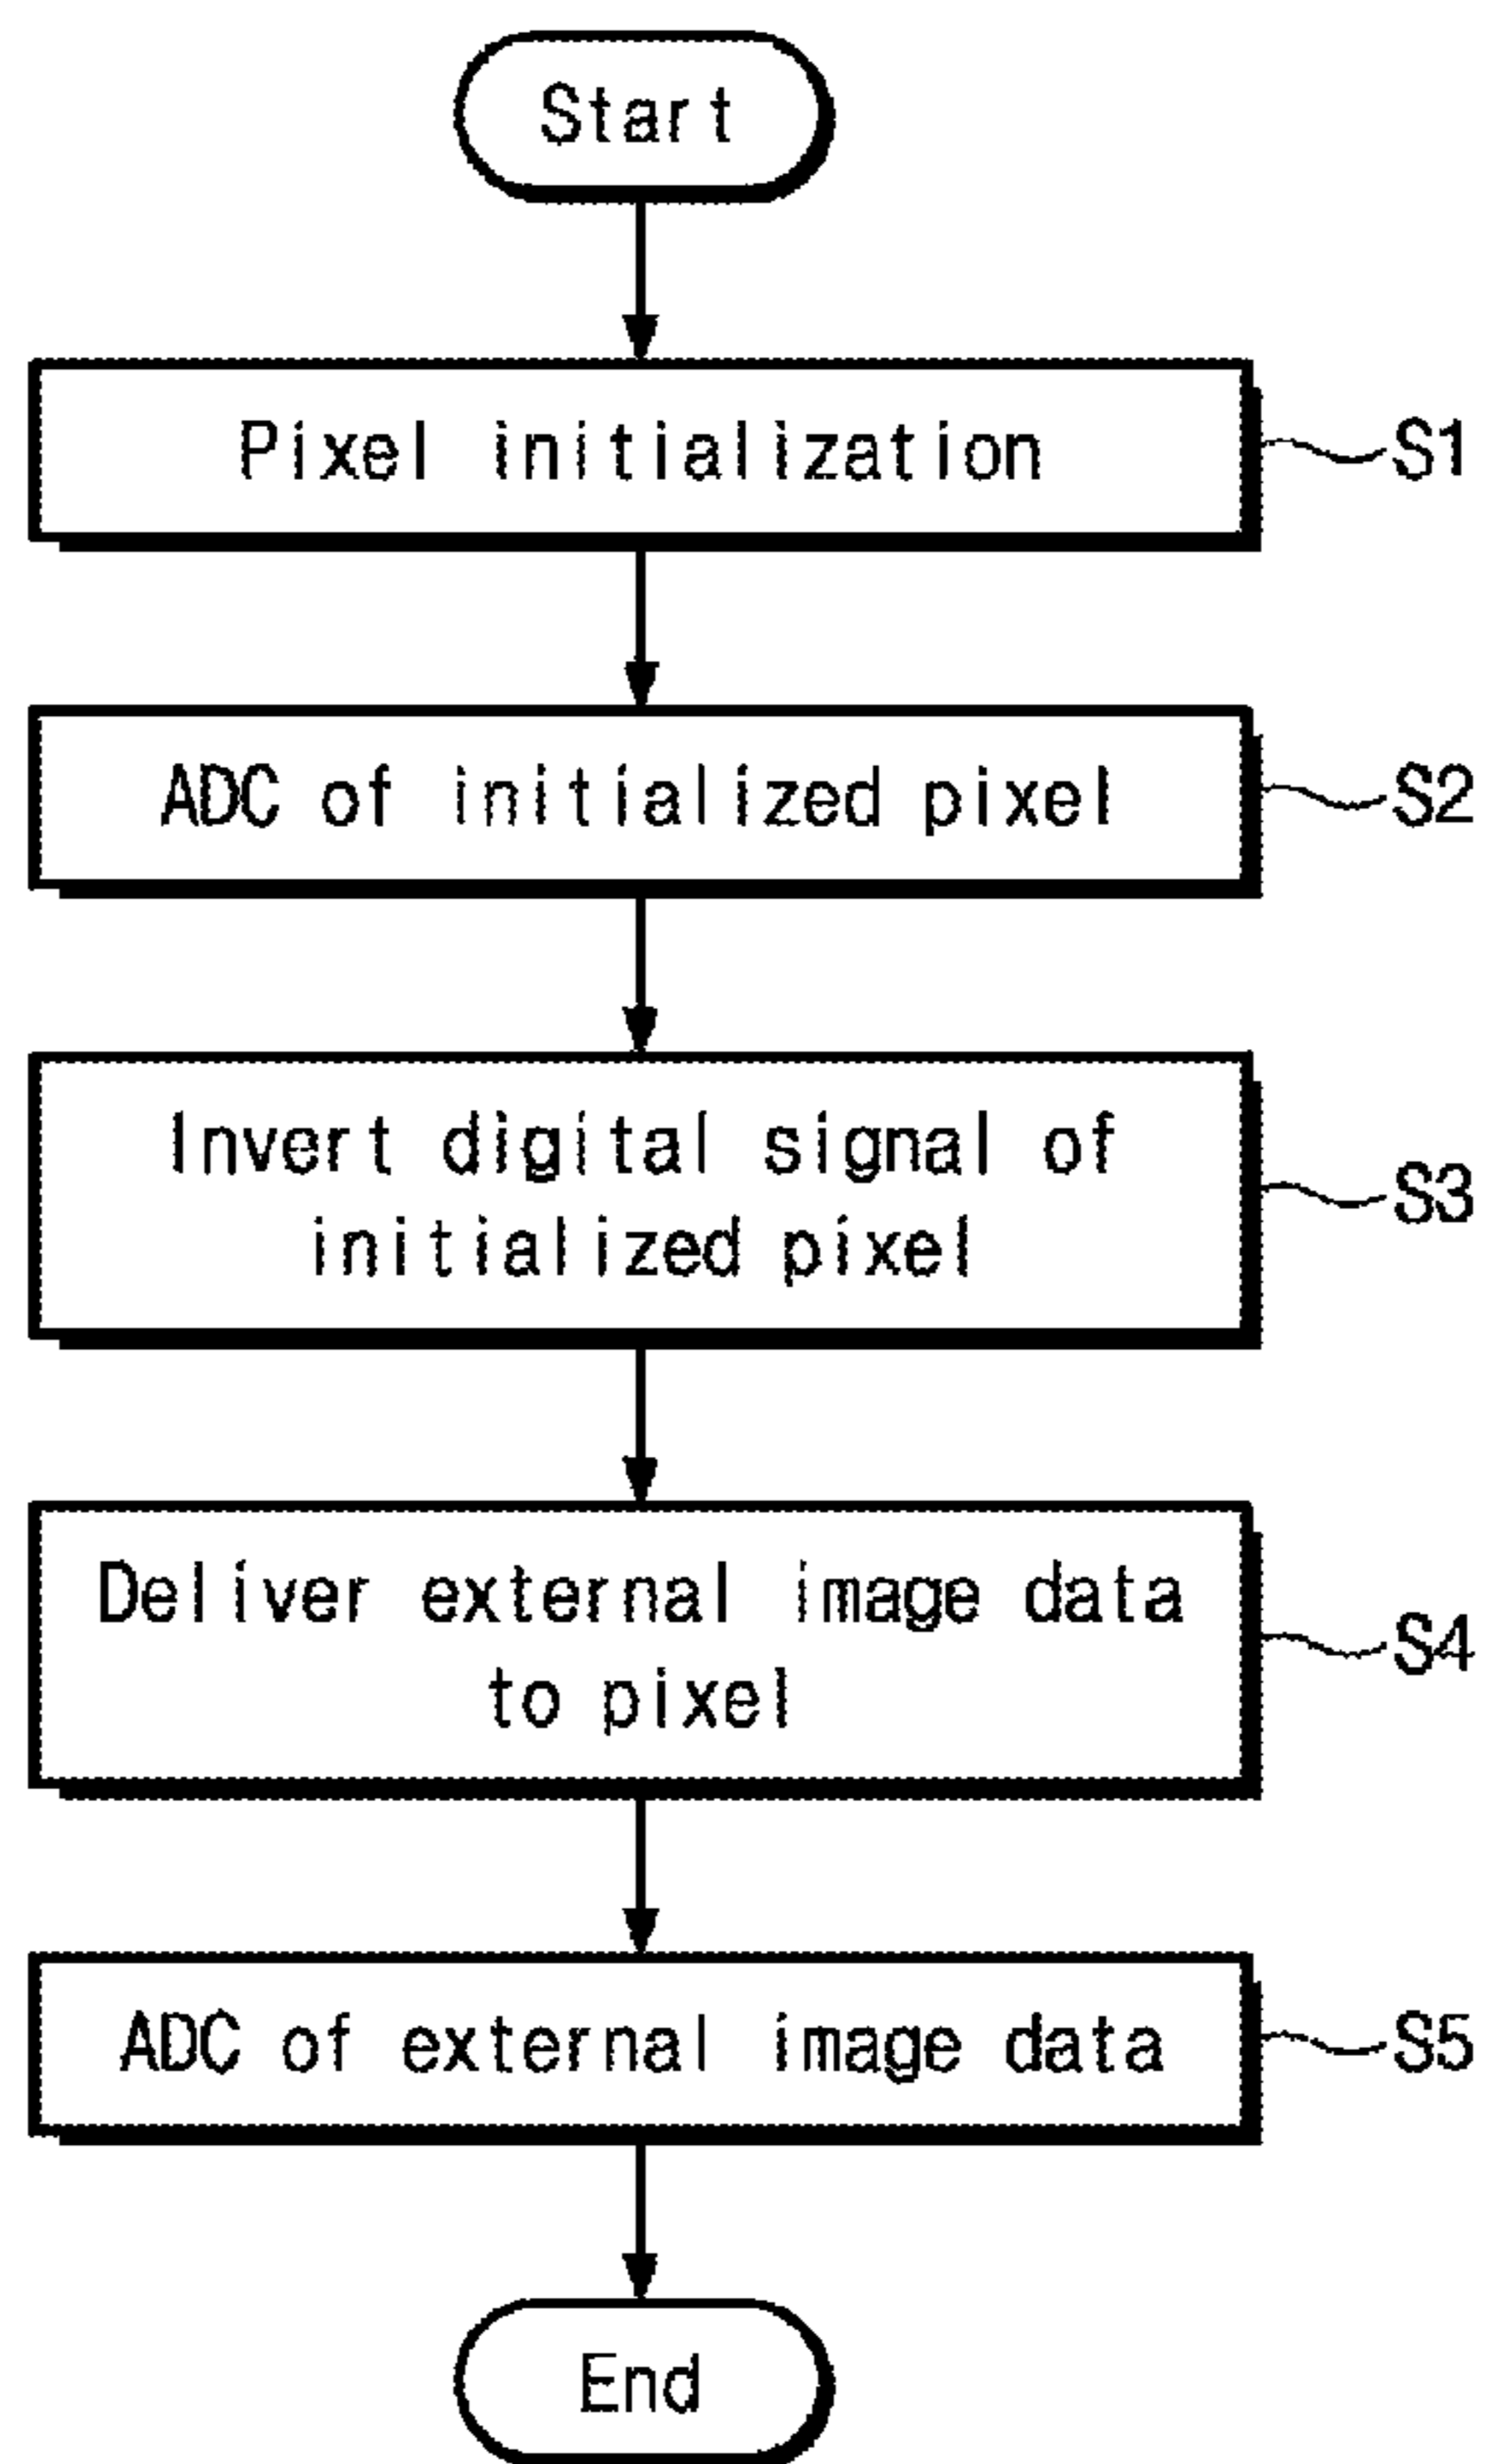 Start
Pixel initialization
S1
ADC of initialized pixel
S2
Invert digital signal of
initialized pixel
S3
Deliver external image data
to pixel
S4
ADC of external image data
S5
End